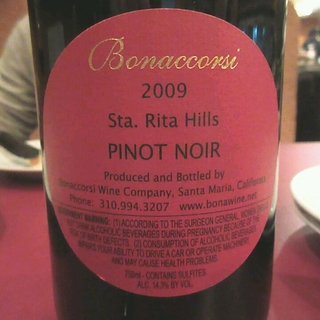 Bonaccorsi
2009
Sta. Rita Hills
PINOT NOIR
Produced and Bottled by
Bonaccorsi Wine Company, Santa Maria, California
Phone: 310.994.3207 www.bonawine.net
GOVERNMENT WARNING: (1) ACCORDING TO THE SURGEON GENERAL, WOMEN SHOULD
NOT DRINK ALCOHOLIC BEVERAGES DURING PREGNANCY BECAUSE OF THE
RISK OF BIRTH DEFECTS. (2) CONSUMPTION OF ALCOHOLIC BEVERAGES
IMPAIRS YOUR ABILITY TO DRIVE A CAR OR OPERATE MACHINERY,
AND MAY CAUSE HEALTH PROBLEMS.
750ml - CONTAINS SULFITES
ALC. 14.3% BY VOL.